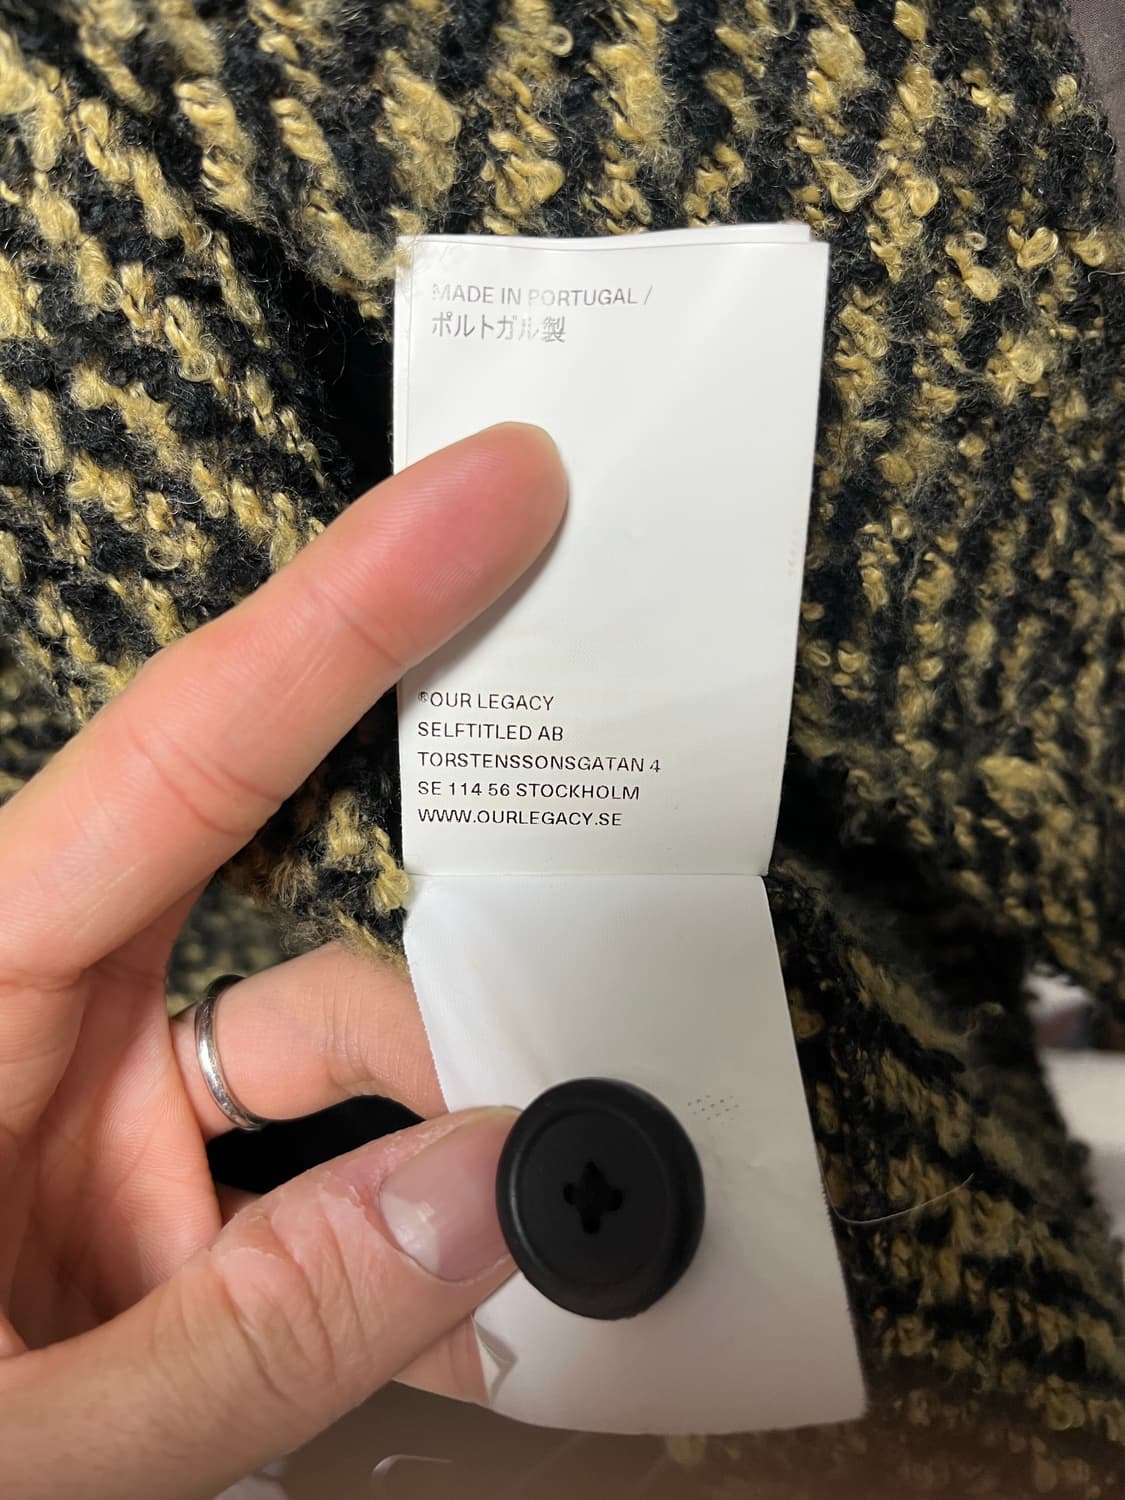 MADE IN PORTUGAL /
ポルトガル製
®OUR LEGACY
SELFTITLED AB
TORSTENSSONSGATAN 4
SE 114 56 STOCKHOLM
WWW.OURLEGACY.SE